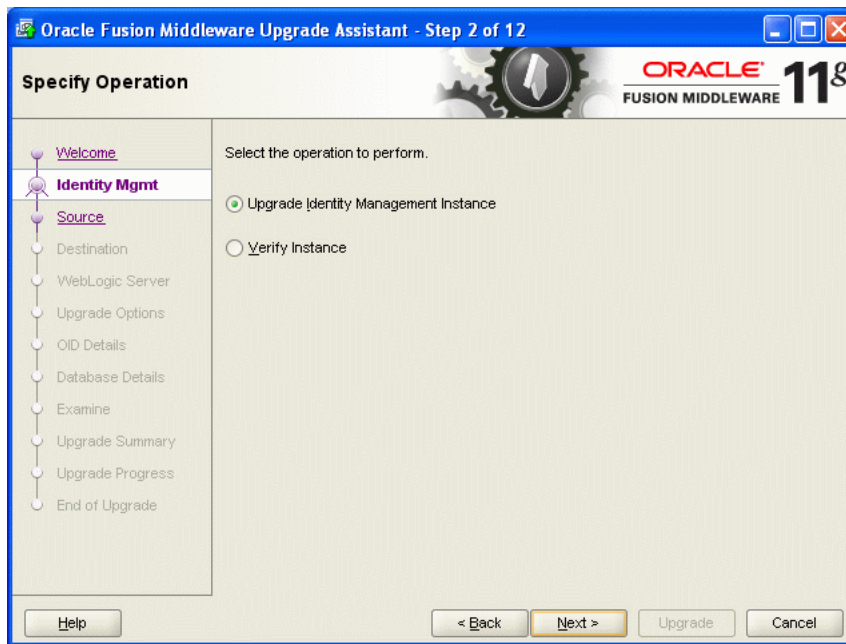 Oracle Fusion Middleware Upgrade Assistant - Step 2 of 12
Specify Operation
ORACLE
FUSION MIDDLEWARE
11g
Welcome
Identity Mgmt
Source
Destination
WebLogic Server
Upgrade Options
OID Details
Database Details
Examine
Upgrade Summary
Upgrade Progress
End of Upgrade
Select the operation to perform.
Upgrade Identity Management Instance
Verify Instance
Help
< Back
Next >
Upgrade
Cancel